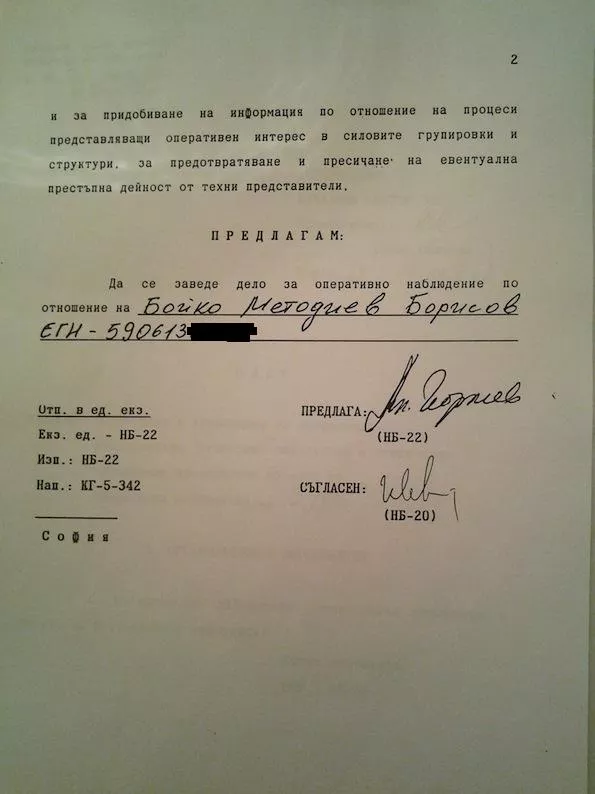 2
и за придобиване на информация по отношение на процеси
представляващи оперативен интерес в силовите групировки и
структури, за предотвратяване и пресичане на евентуална
престъпна дейност от техни представители.
П Р Е Д Л А Г А М:
Да се заведе дело за оперативно наблюдение по
отношение на Бойко Методиев Борисов
ЕГН - 590613
Отп. в ед. екз.
Екз. ед. - НБ-22
Изп.: НБ-22
Нап.: КГ-5-342
София
ПРЕДЛАГА:
(НБ-22)
СЪГЛАСЕН:
(НБ-20)